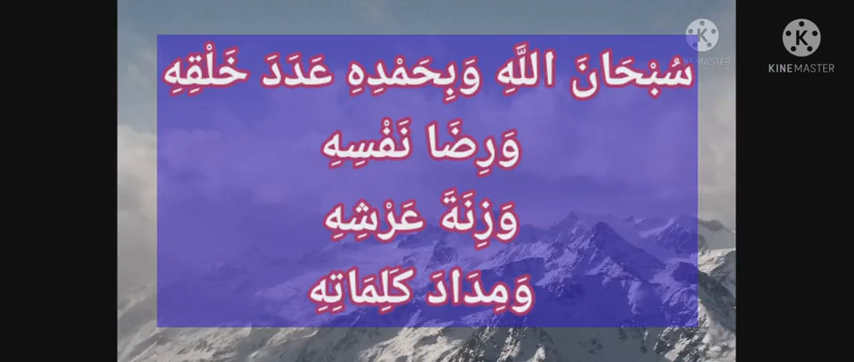 سُبْحَانَ اللَّهِ وَبِحَمْدِهِ عَدَدَ خَلْقِهِ
وَرِضَا نَفْسِهِ
وَزِنَةَ عَرْشِهِ
وَمِدَادَ كَلِمَاتِهِ
KINEMASTER